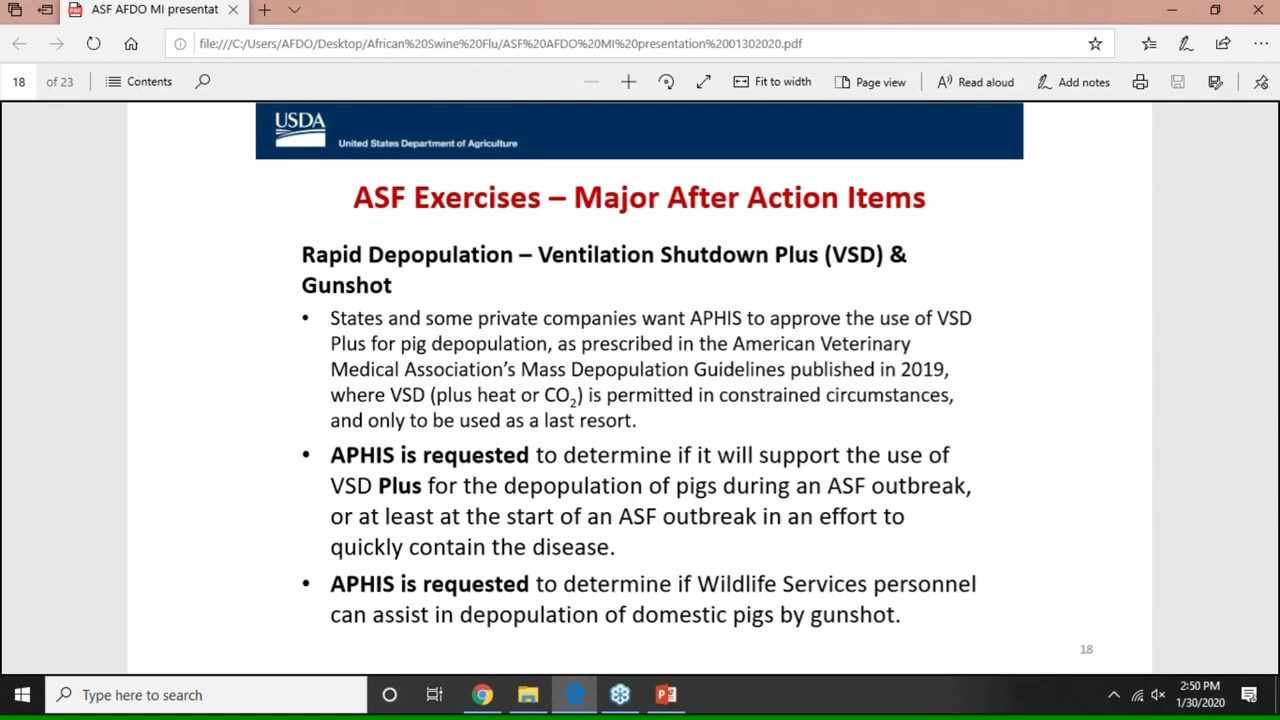 ASF AFDO MI presentat
file:///C:/Users/AFDO/Desktop/African%20Swine%20Flu/ASF%20AFDO%20MI%20presentation%2001302020.pdf
18 of 23 Contents Fit to width Page view Read aloud Add notes
USDA
United States Department of Agriculture
ASF Exercises – Major After Action Items
Rapid Depopulation – Ventilation Shutdown Plus (VSD) &
Gunshot
• States and some private companies want APHIS to approve the use of VSD
Plus for pig depopulation, as prescribed in the American Veterinary
Medical Association's Mass Depopulation Guidelines published in 2019,
where VSD (plus heat or CO₂) is permitted in constrained circumstances,
and only to be used as a last resort.
• APHIS is requested to determine if it will support the use of
VSD Plus for the depopulation of pigs during an ASF outbreak,
or at least at the start of an ASF outbreak in an effort to
quickly contain the disease.
• APHIS is requested to determine if Wildlife Services personnel
can assist in depopulation of domestic pigs by gunshot.
18
Type here to search
2:50 PM
1/30/2020